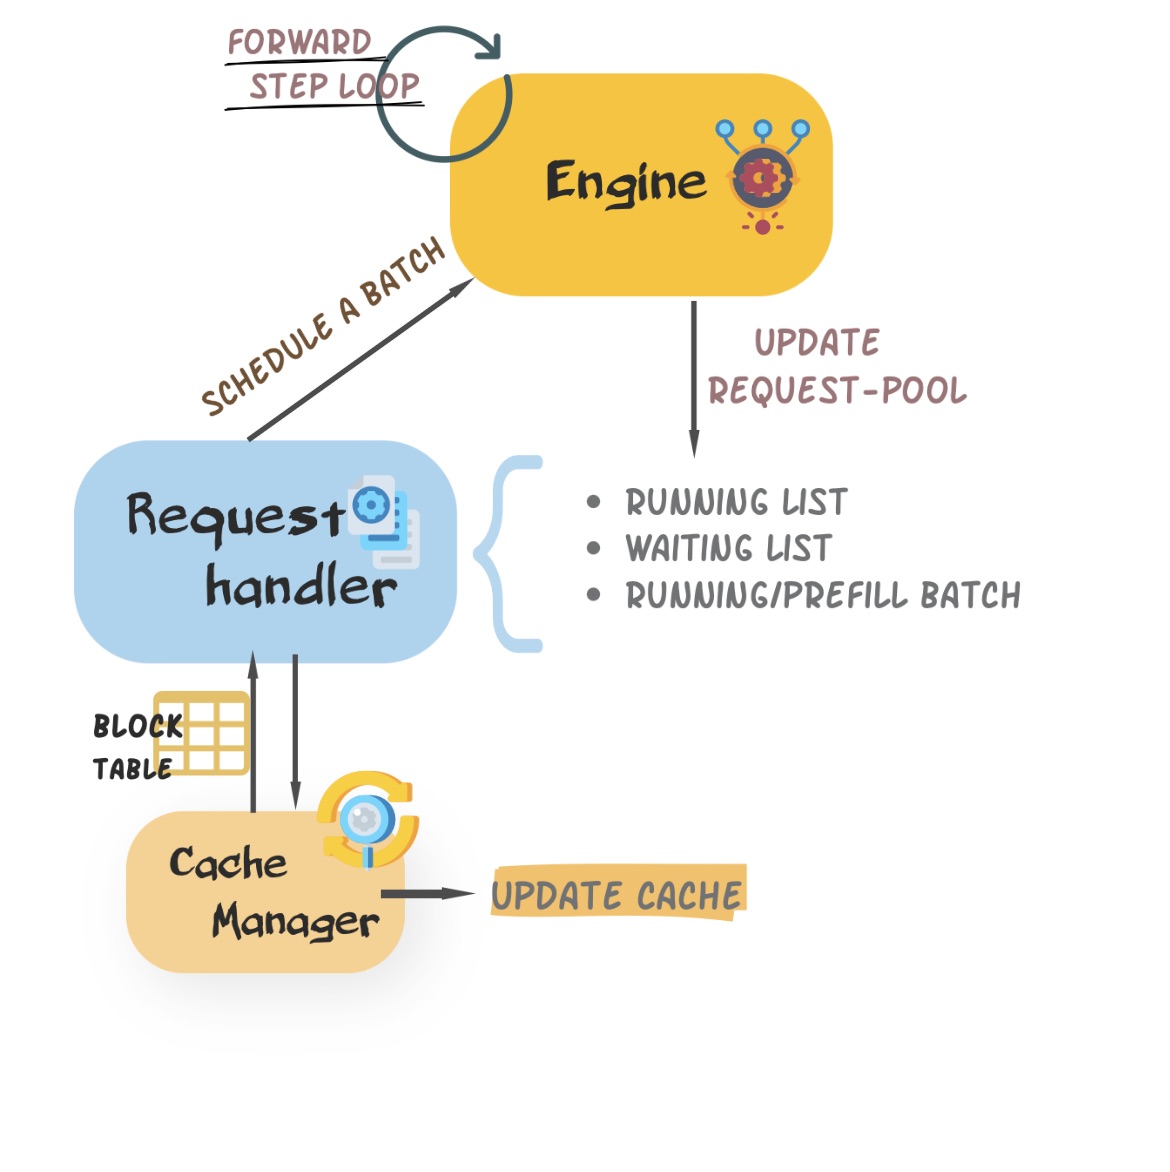 FORWARD
STEP LOOP
Engine
SCHEDULE A BATCH
UPDATE
REQUEST-POOL
Request
handler
RUNNING LIST
WAITING LIST
RUNNING/PREFILL BATCH
BLOCK
TABLE
Cache
Manager
UPDATE CACHE